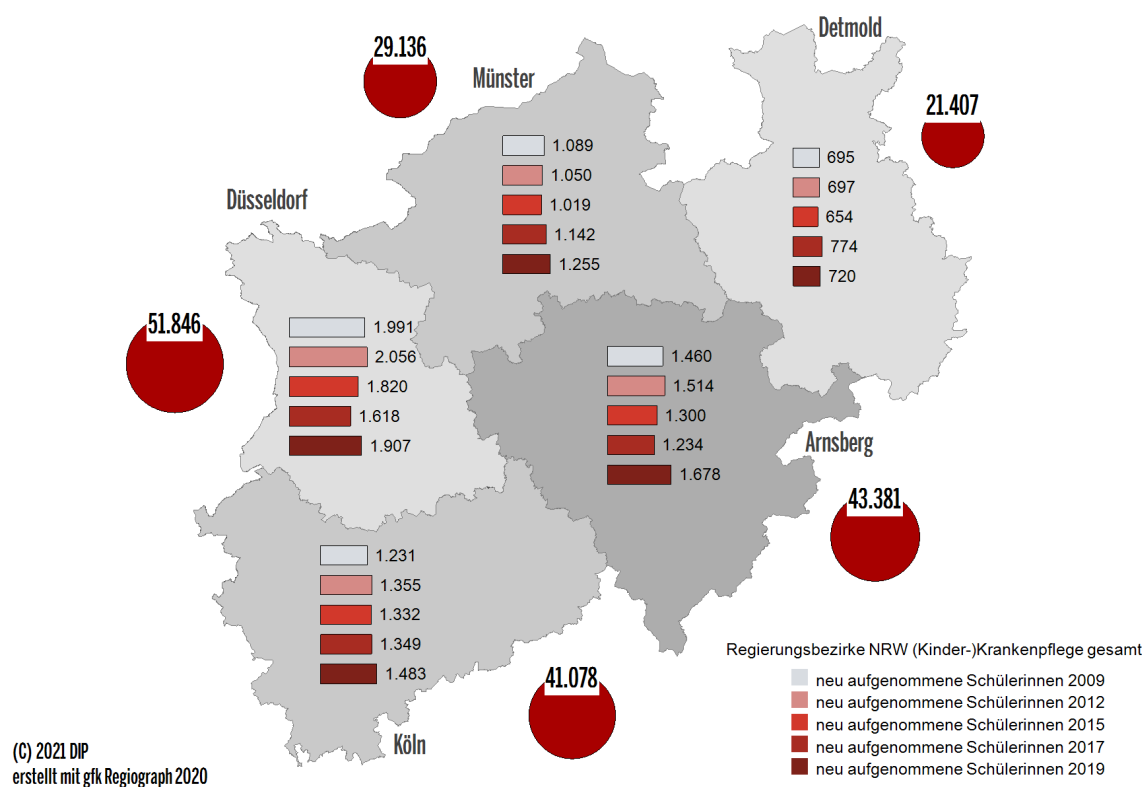 Detmold
29.136
Münster
21.407
1.089
1.050
1.019
1.142
1.255
695
697
654
774
720
Düsseldorf
51.846
1.991
2.056
1.820
1.618
1.907
1.460
1.514
1.300
1.234
1.678
Arnsberg
43.381
1.231
1.355
1.332
1.349
1.483
41.078
Köln
Regierungsbezirke NRW (Kinder-)Krankenpflege gesamt
neu aufgenommene Schülerinnen 2009
neu aufgenommene Schülerinnen 2012
neu aufgenommene Schülerinnen 2015
neu aufgenommene Schülerinnen 2017
neu aufgenommene Schülerinnen 2019
(C) 2021 DIP
erstellt mit gfk Regiograph 2020